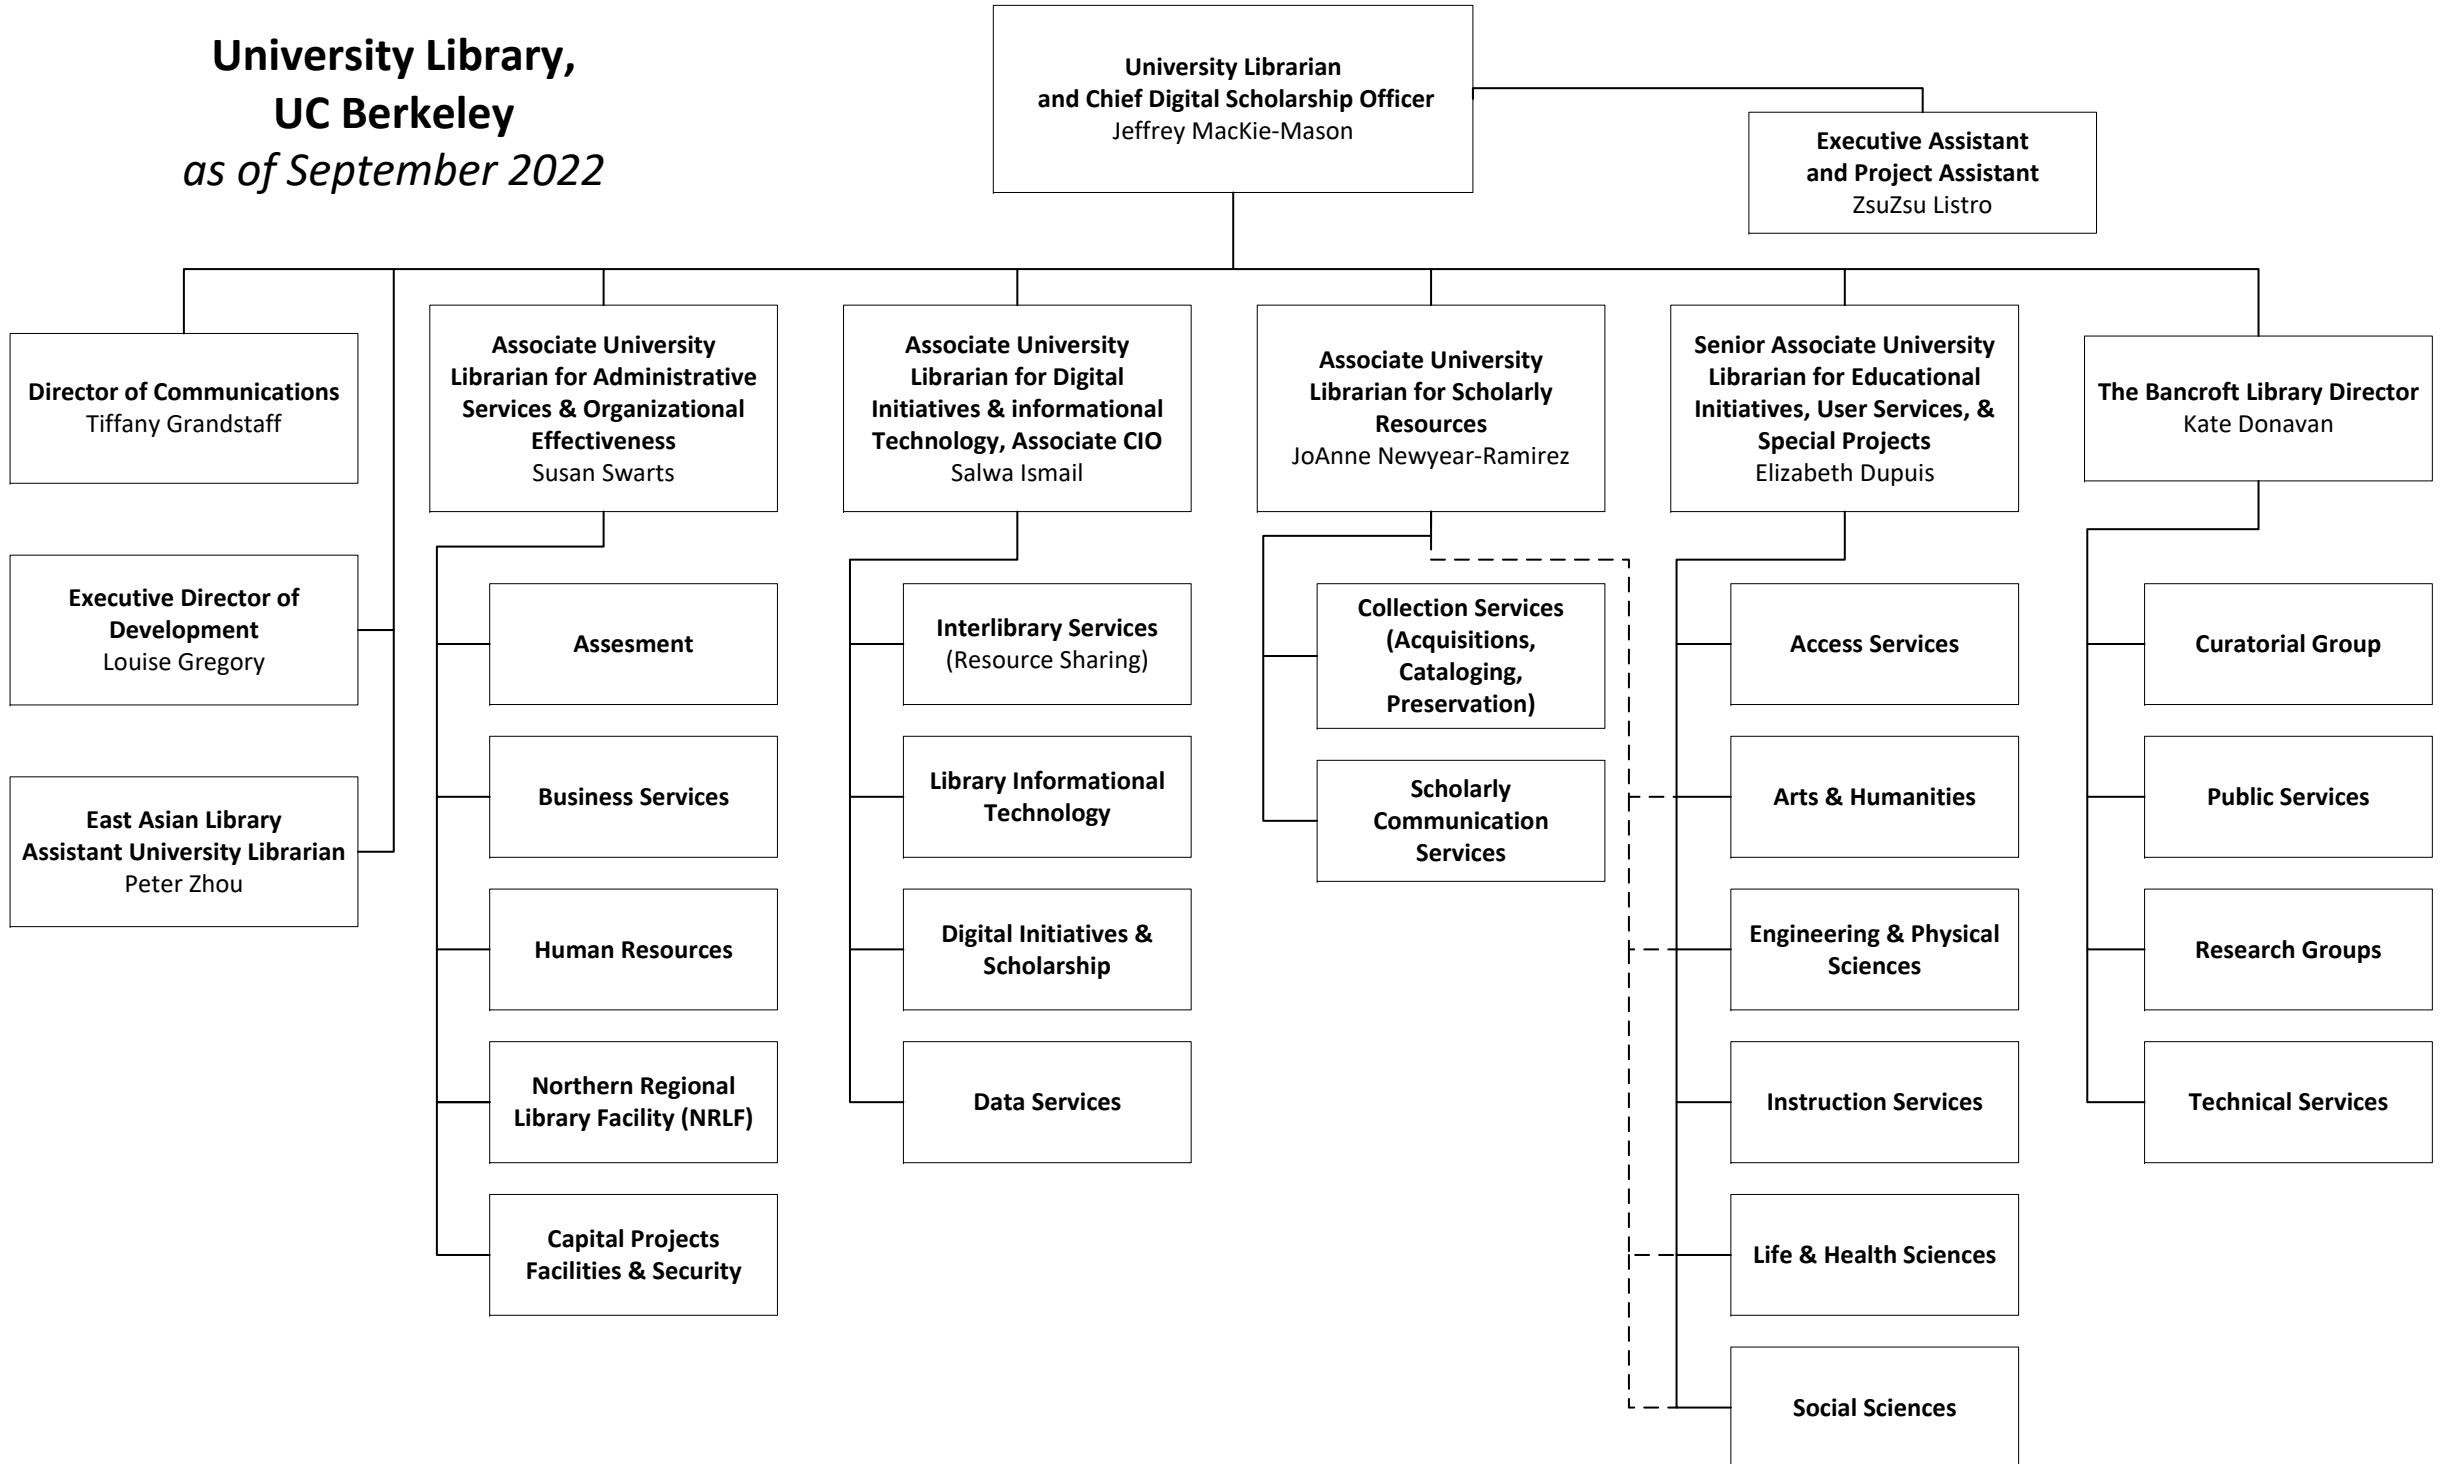 University Library,
UC Berkeley
as of September 2022
University Librarian
and Chief Digital Scholarship Officer
Jeffrey MacKie-Mason
Executive Assistant
and Project Assistant
ZsuZsu Listro
Director of Communications
Tiffany Grandstaff
Executive Director of
Development
Louise Gregory
East Asian Library
Assistant University Librarian
Peter Zhou
Associate University
Librarian for Administrative
Services & Organizational
Effectiveness
Susan Swarts
Assesment
Business Services
Human Resources
Northern Regional
Library Facility (NRLF)
Capital Projects
Facilities & Security
Associate University
Librarian for Digital
Initiatives & informational
Technology, Associate CIO
Salwa Ismail
Interlibrary Services
(Resource Sharing)
Library Informational
Technology
Digital Initiatives &
Scholarship
Data Services
Associate University
Librarian for Scholarly
Resources
JoAnne Newyear-Ramirez
Collection Services
(Acquisitions,
Cataloging,
Preservation)
Scholarly
Communication
Services
Senior Associate University
Librarian for Educational
Initiatives, User Services, &
Special Projects
Elizabeth Dupuis
Access Services
Arts & Humanities
Engineering & Physical
Sciences
Instruction Services
Life & Health Sciences
Social Sciences
The Bancroft Library Director
Kate Donavan
Curatorial Group
Public Services
Research Groups
Technical Services